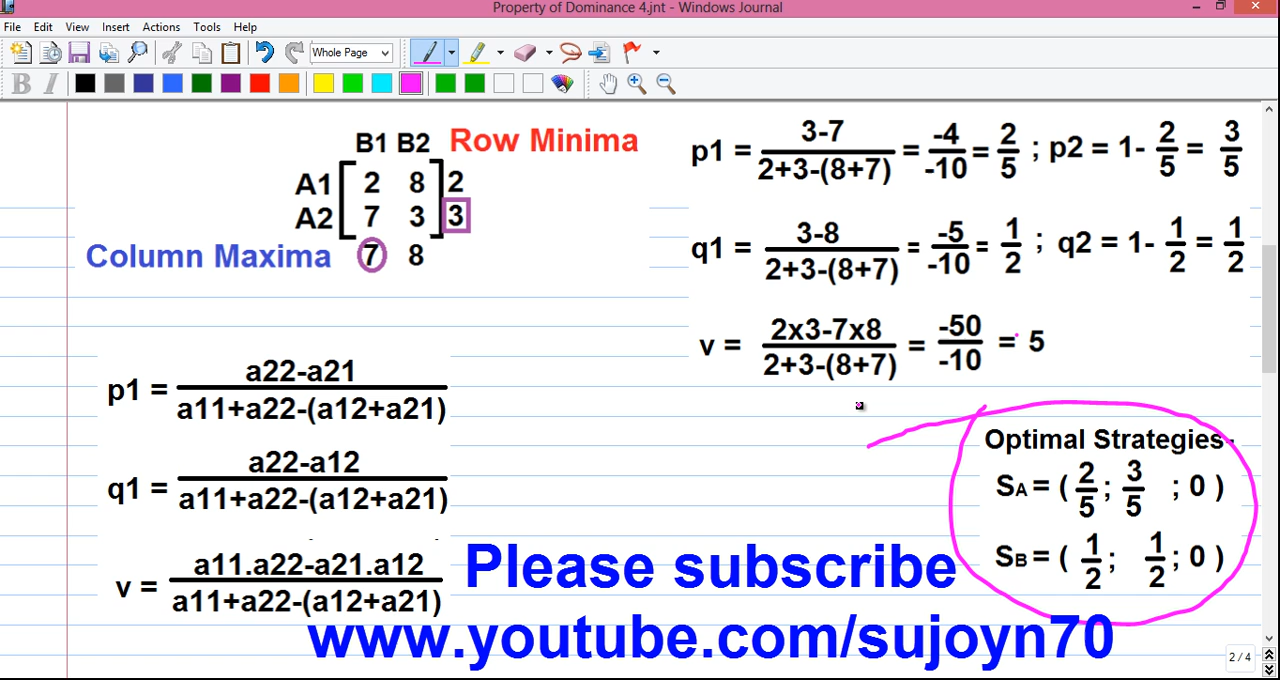 Property of Dominance 4.jnt - Windows Journal
File Edit View Insert Actions Tools Help
Whole Page
B I
B1 B2 Row Minima
A1 2 8 2
A2 7 3 3
Column Maxima 7 8
p1 = a22-a21 / a11+a22-(a12+a21)
q1 = a22-a12 / a11+a22-(a12+a21)
v = a11.a22-a21.a12 / a11+a22-(a12+a21)
p1 = 3-7 / 2+3-(8+7) = -4 / -10 = 2 / 5 ; p2 = 1- 2 / 5 = 3 / 5
q1 = 3-8 / 2+3-(8+7) = -5 / -10 = 1 / 2 ; q2 = 1- 1 / 2 = 1 / 2
v = 2x3-7x8 / 2+3-(8+7) = -50 / -10 = 5
Optimal Strategies-
SA = ( 2 / 5 ; 3 / 5 ; 0 )
SB = ( 1 / 2 ; 1 / 2 ; 0 )
Please subscribe
www.youtube.com/sujoyn70
2 / 4